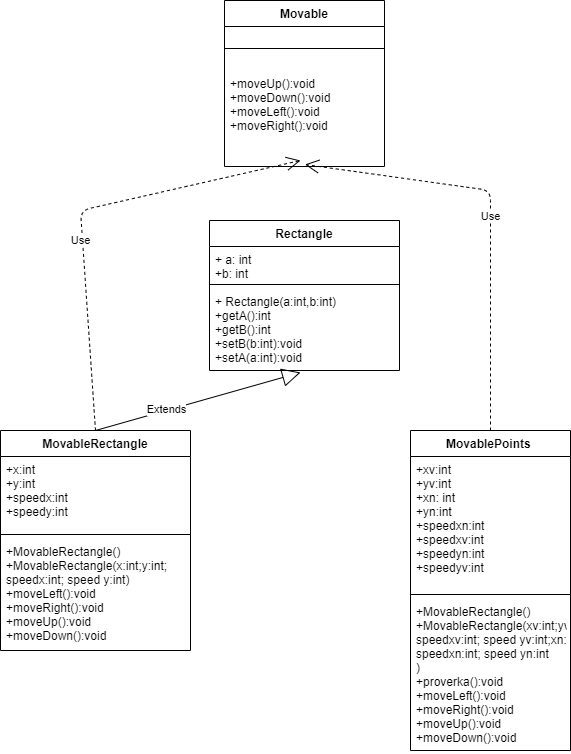 Movable
+moveUp():void
+moveDown():void
+moveLeft():void
+moveRight():void
Use
Use
Rectangle
+ a: int
+b: int
+ Rectangle(a:int,b:int)
+getA():int
+getB():int
+setB(b:int):void
+setA(a:int):void
Extends
MovableRectangle
+x:int
+y:int
+speedx:int
+speedy:int
+MovableRectangle()
+MovableRectangle(x:int;y:int;
speedx:int; speed y:int)
+moveLeft():void
+moveRight():void
+moveUp():void
+moveDown():void
MovablePoints
+xv:int
+yv:int
+xn: int
+yn:int
+speedxn:int
+speedxv:int
+speedyn:int
+speedyv:int
+MovableRectangle()
+MovableRectangle(xv:int;yv
speedxv:int; speed yv:int;xn:
speedxn:int; speed yn:int
)
+proverka():void
+moveLeft():void
+moveRight():void
+moveUp():void
+moveDown():void